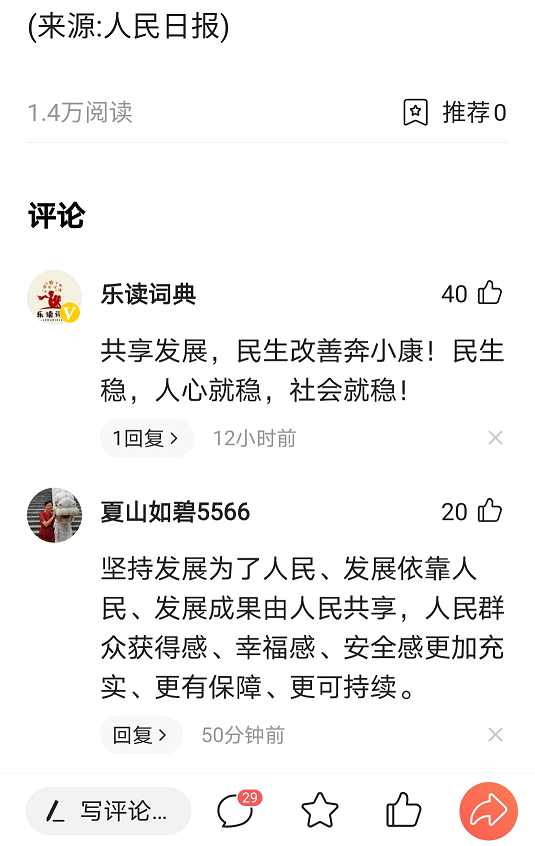 (来源:人民日报)
1.4万阅读
推荐0
评论
乐读词典
40
共享发展，民生改善奔小康！民生
稳，人心就稳，社会就稳！
1回复
12小时前
夏山如碧5566
20
坚持发展为了人民、发展依靠人
民、发展成果由人民共享，人民群
众获得感、幸福感、安全感更加充
实、更有保障、更可持续。
回复
50分钟前
写评论...
29